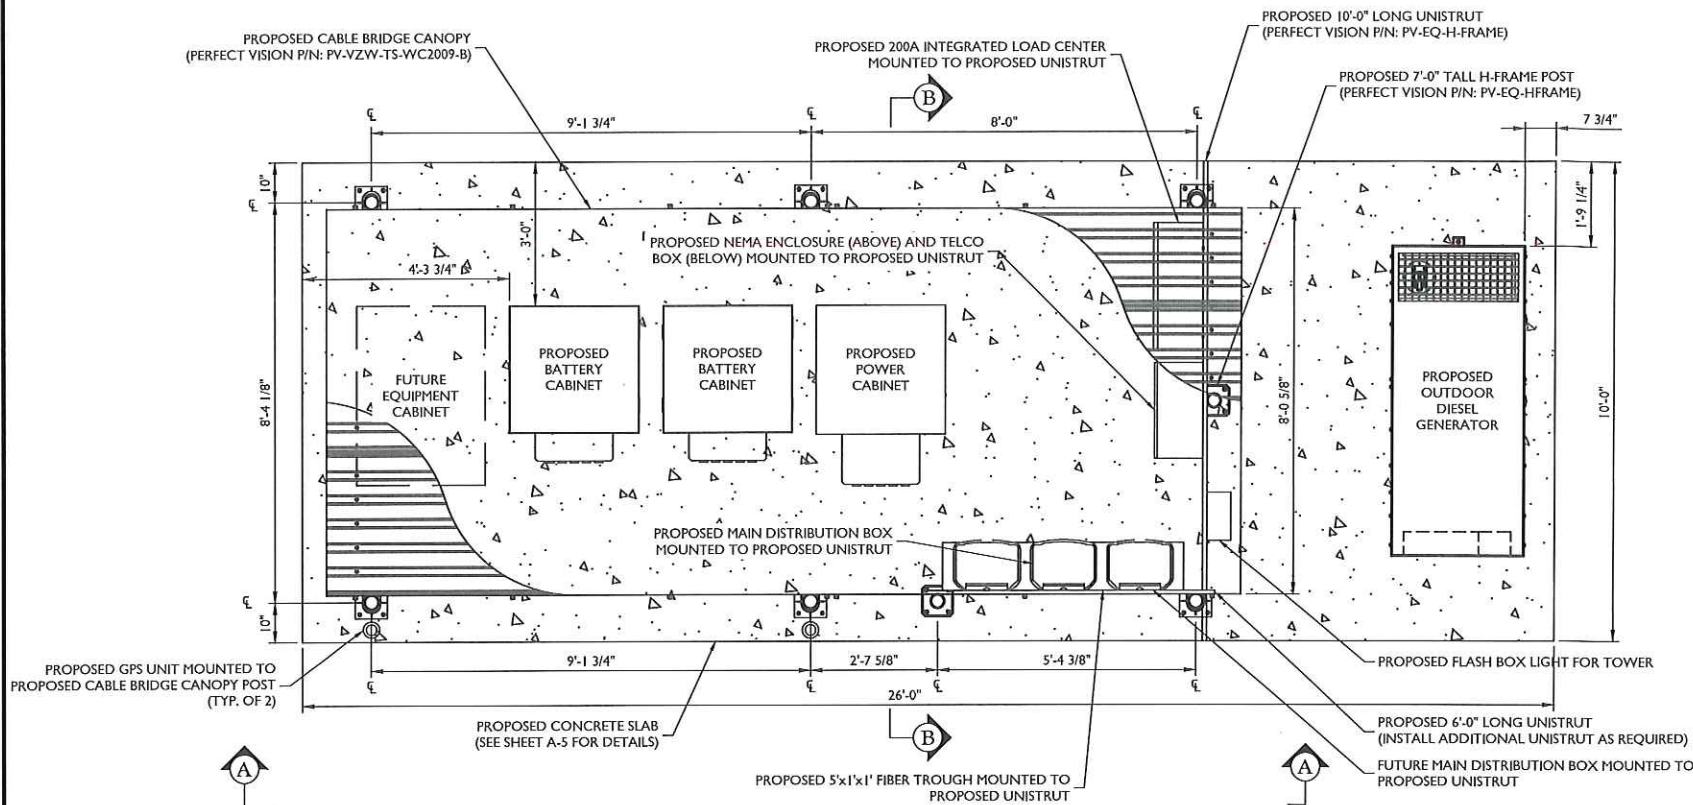 PROPOSED CABLE BRIDGE CANOPY
(PERFECT VISION P/N: PV-VZW-TS-WC2009-B)
PROPOSED 200A INTEGRATED LOAD CENTER
MOUNTED TO PROPOSED UNISTRUT
PROPOSED 10'-0" LONG UNISTRUT
(PERFECT VISION P/N: PV-EQ-H-FRAME)
PROPOSED 7'-0" TALL H-FRAME POST
(PERFECT VISION P/N: PV-EQ-HFRAME)
B
℄
℄
℄
9'-1 3/4"
8'-0"
7 3/4"
10"
℄
3'-0"
1'-9 1/4"
PROPOSED NEMA ENCLOSURE (ABOVE) AND TELCO
BOX (BELOW) MOUNTED TO PROPOSED UNISTRUT
4'-3 3/4"
FUTURE
EQUIPMENT
CABINET
PROPOSED
BATTERY
CABINET
PROPOSED
BATTERY
CABINET
PROPOSED
POWER
CABINET
PROPOSED
OUTDOOR
DIESEL
GENERATOR
8'-4 1/8"
8'-0 5/8"
10'-0"
PROPOSED MAIN DISTRIBUTION BOX
MOUNTED TO PROPOSED UNISTRUT
℄
10"
PROPOSED GPS UNIT MOUNTED TO
PROPOSED CABLE BRIDGE CANOPY POST
(TYP. OF 2)
9'-1 3/4"
2'-7 5/8"
5'-4 3/8"
℄
℄
℄
℄
26'-0"
PROPOSED FLASH BOX LIGHT FOR TOWER
PROPOSED CONCRETE SLAB
(SEE SHEET A-5 FOR DETAILS)
B
PROPOSED 6'-0" LONG UNISTRUT
(INSTALL ADDITIONAL UNISTRUT AS REQUIRED)
A
PROPOSED 5'x1'x1' FIBER TROUGH MOUNTED TO
PROPOSED UNISTRUT
A
FUTURE MAIN DISTRIBUTION BOX MOUNTED TO
PROPOSED UNISTRUT